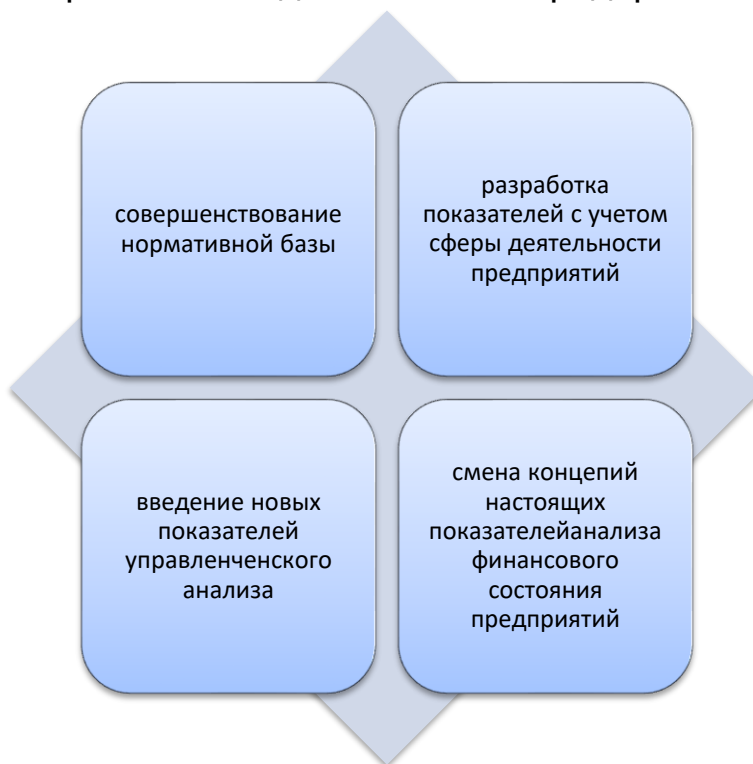 совершенствование
нормативной базы
разработка
показателей с учетом
сферы деятельности
предприятий
введение новых
показателей
управленченского
анализа
смена концепий
настоящих
показателейанализа
финансового
состояния
предприятий